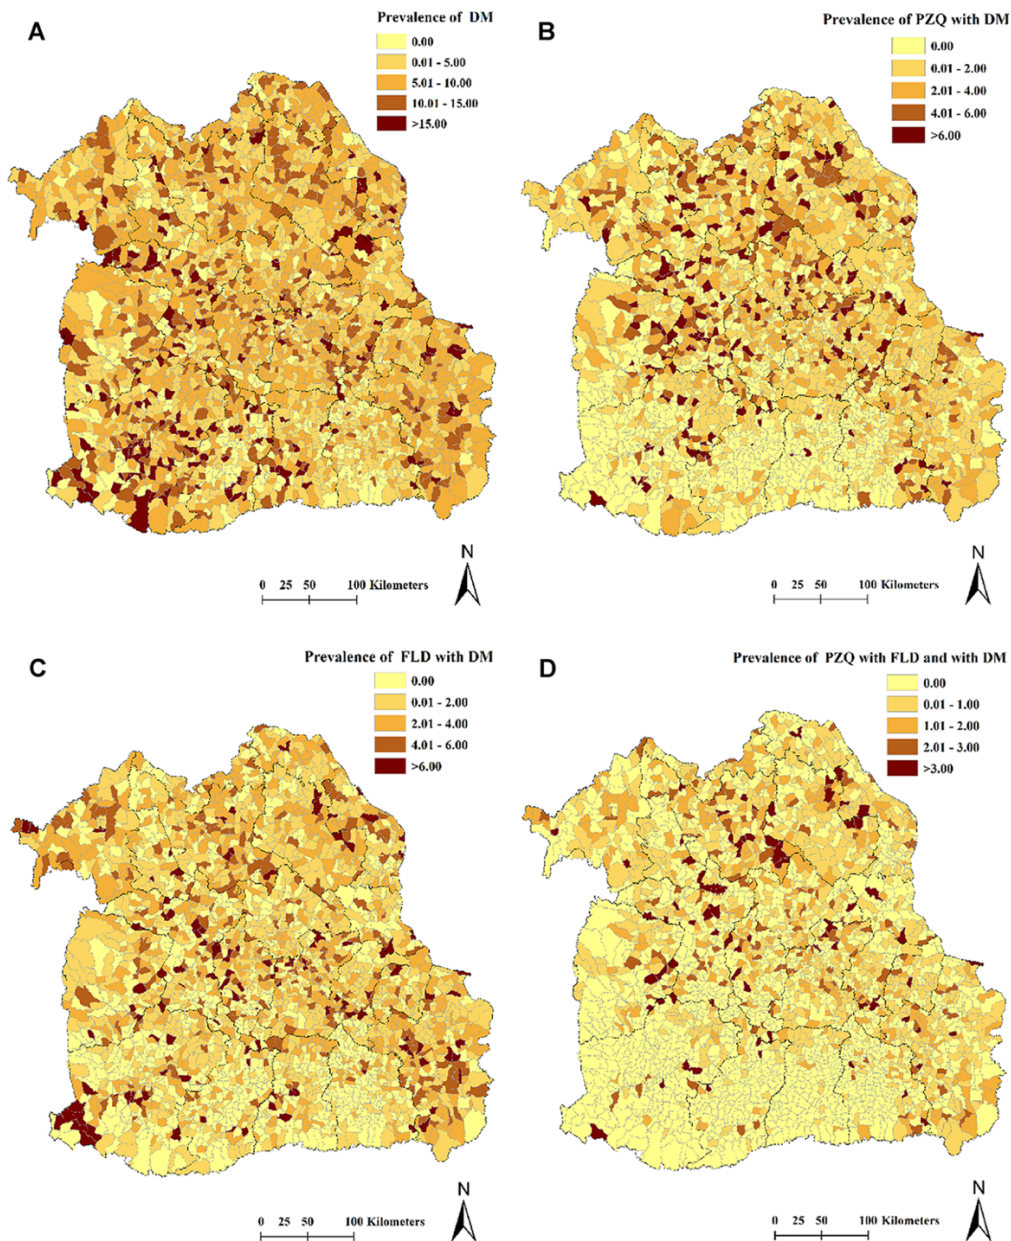 A
Prevalence of DM
0.00
0.01 - 5.00
5.01 - 10.00
10.01 - 15.00
>15.00
N
0 25 50 100 Kilometers
B
Prevalence of PZQ with DM
0.00
0.01 - 2.00
2.01 - 4.00
4.01 - 6.00
>6.00
N
0 25 50 100 Kilometers
C
Prevalence of FLD with DM
0.00
0.01 - 2.00
2.01 - 4.00
4.01 - 6.00
>6.00
N
0 25 50 100 Kilometers
D
Prevalence of PZQ with FLD and with DM
0.00
0.01 - 1.00
1.01 - 2.00
2.01 - 3.00
>3.00
N
0 25 50 100 Kilometers